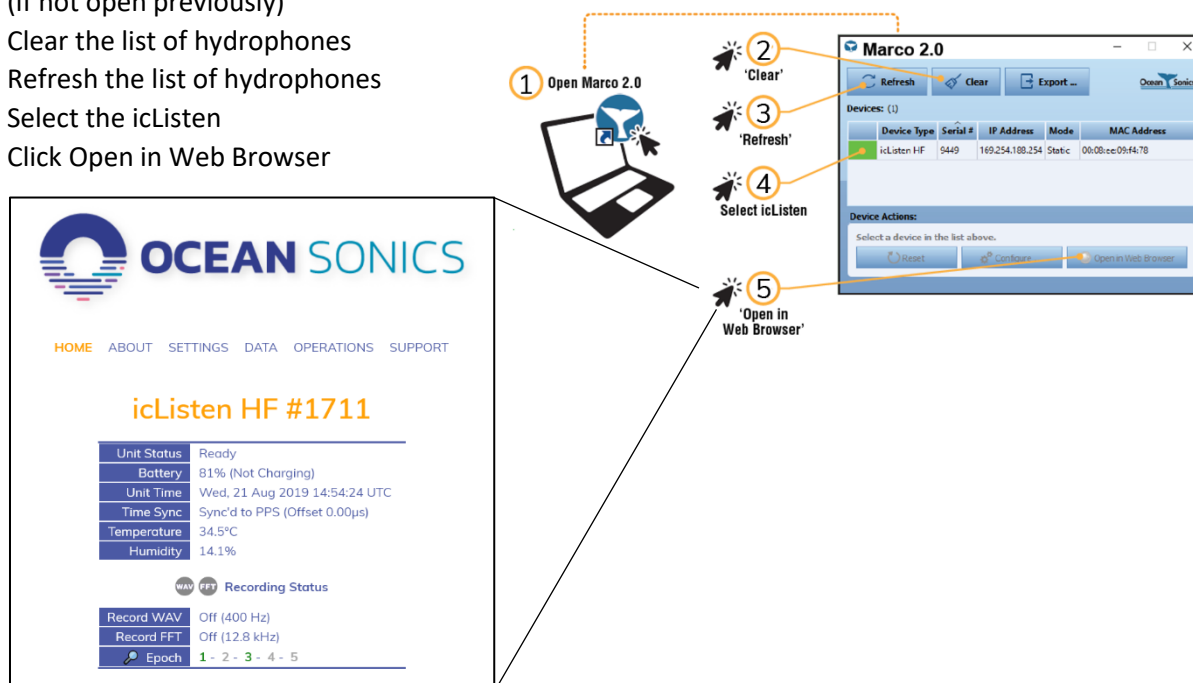 (if not open previously)
Clear the list of hydrophones
Refresh the list of hydrophones
Select the icListen
Click Open in Web Browser
1 Open Marco 2.0
2
'Clear'
3
'Refresh'
4
Select icListen
5
'Open in
Web Browser'
Marco 2.0
Refresh Clear Export ... Ocean Sonics
Devices: (1)
Device Type Serial # IP Address Mode MAC Address
icListen HF 9449 169.254.188.254 Static 00:08:ee:09:f4:78
Device Actions:
Select a device in the list above.
Reset Configure Open in Web Browser
OCEAN SONICS
HOME ABOUT SETTINGS DATA OPERATIONS SUPPORT
icListen HF #1711
Unit Status Ready
Battery 81% (Not Charging)
Unit Time Wed, 21 Aug 2019 14:54:24 UTC
Time Sync Sync'd to PPS (Offset 0.00µs)
Temperature 34.5°C
Humidity 14.1%
WAV FFT Recording Status
Record WAV Off (400 Hz)
Record FFT Off (12.8 kHz)
Epoch 1 - 2 - 3 - 4 - 5